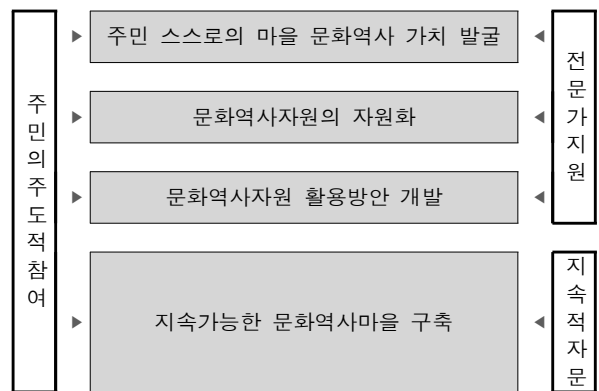 주민의주도적참여
주민 스스로의 마을 문화역사 가치 발굴
문화역사자원의 자원화
문화역사자원 활용방안 개발
지속가능한 문화역사마을 구축
전문가지원
지속적자문